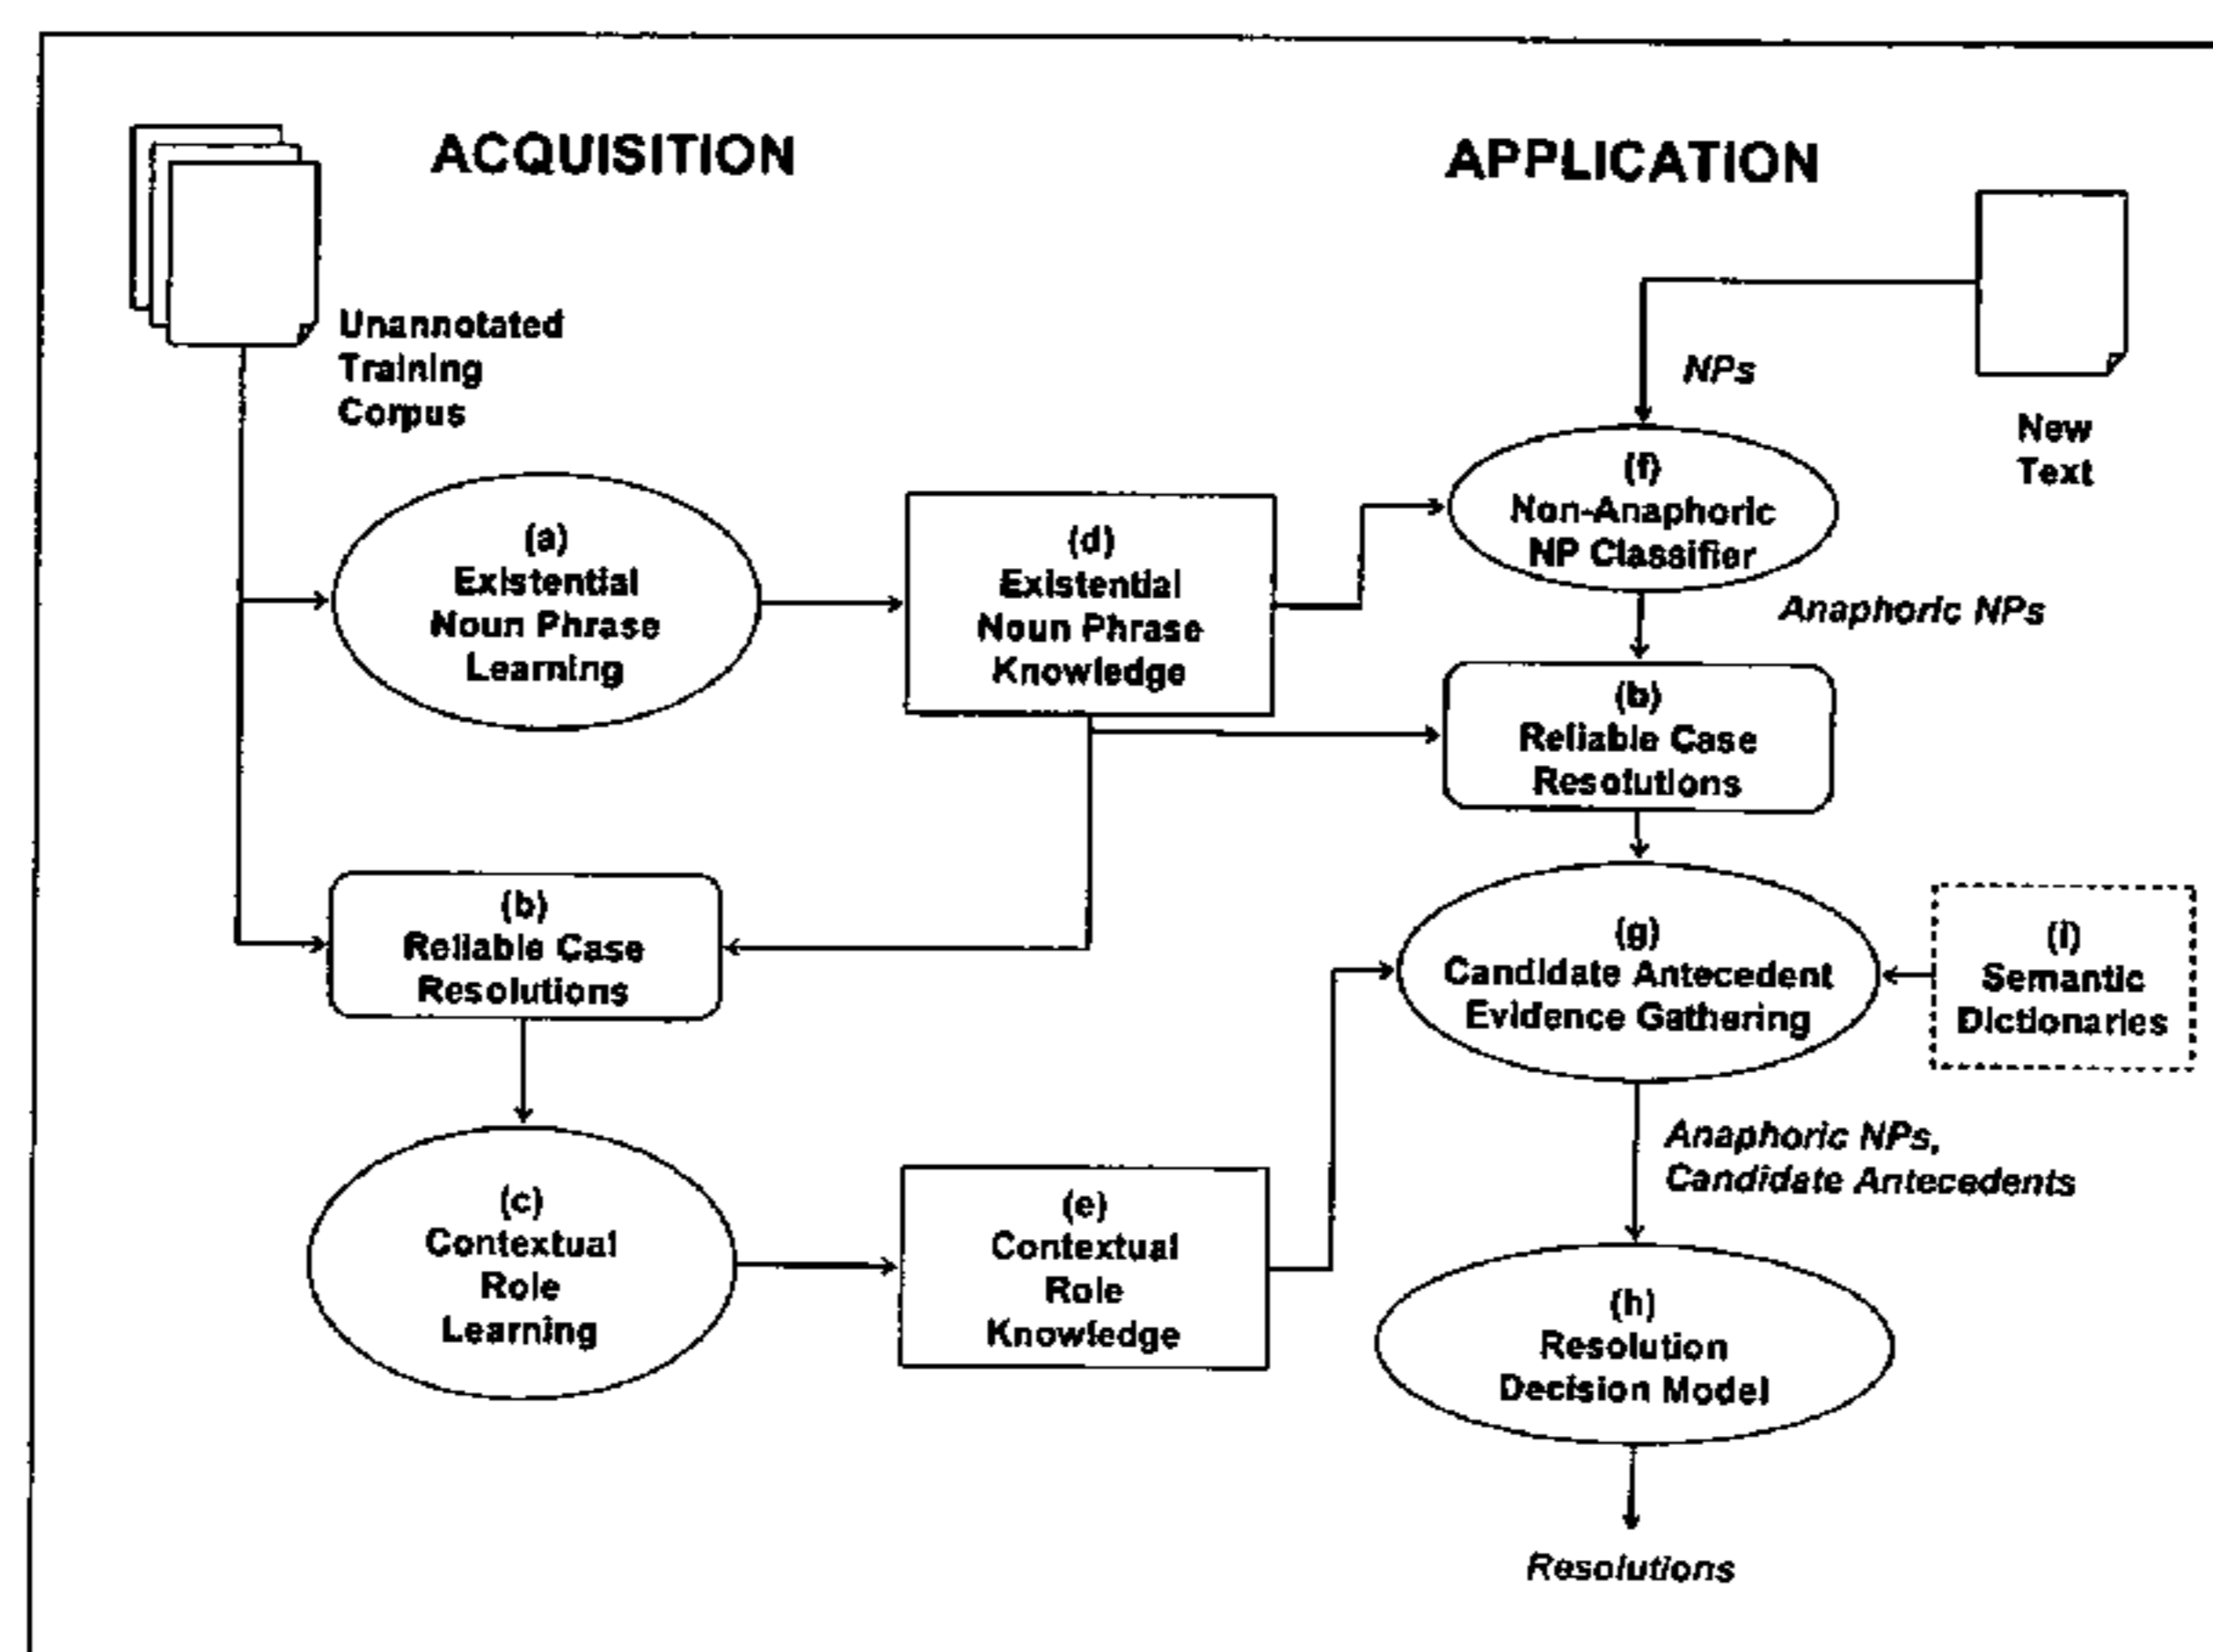 ACQUISITION
APPLICATION
Unannotated
Training
Corpus
NPs
New
Text
(a)
Existential
Noun Phrase
Learning
(d)
Existential
Noun Phrase
Knowledge
(f)
Non-Anaphoric
NP Classifier
Anaphoric NPs
(b)
Reliable Case
Resolutions
(b)
Reliable Case
Resolutions
(g)
Candidate Antecedent
Evidence Gathering
(i)
Semantic
Dictionaries
(c)
Contextual
Role
Learning
(e)
Contextual
Role
Knowledge
Anaphoric NPs,
Candidate Antecedents
(h)
Resolution
Decision Model
Resolutions